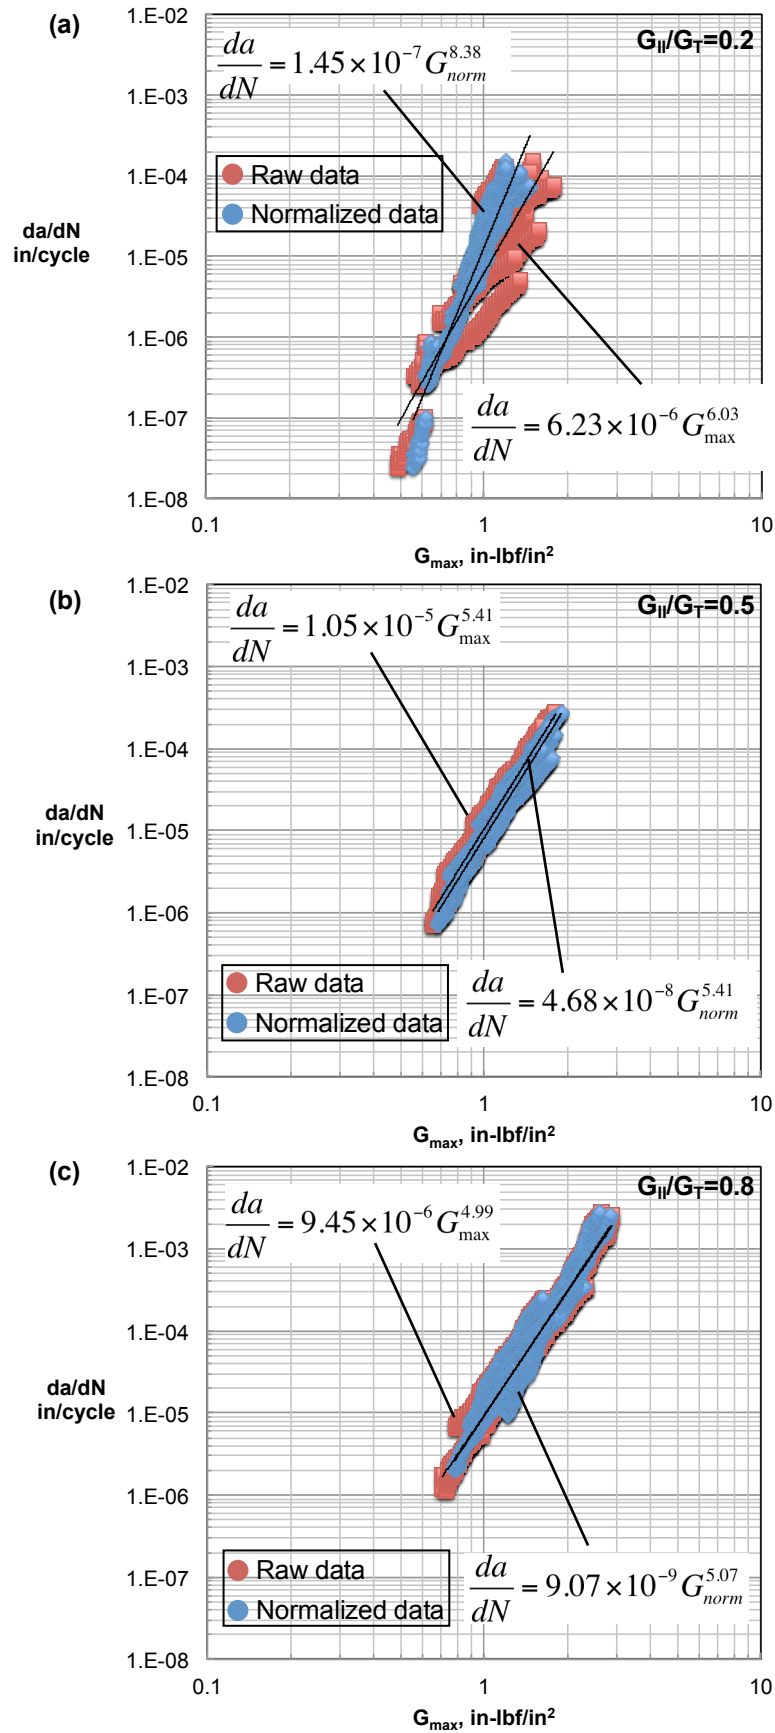 (a)
G_II/G_T=0.2
da/dN = 1.45×10^-7 G_norm^8.38
1.E-02
1.E-03
1.E-04
1.E-05
1.E-06
1.E-07
1.E-08
Raw data
Normalized data
da/dN
in/cycle
da/dN = 6.23×10^-6 G_max^6.03
0.1
1
10
G_max, in-lbf/in^2
(b)
G_II/G_T=0.5
da/dN = 1.05×10^-5 G_max^5.41
1.E-02
1.E-03
1.E-04
1.E-05
1.E-06
1.E-07
1.E-08
da/dN
in/cycle
Raw data
Normalized data
da/dN = 4.68×10^-8 G_norm^5.41
0.1
1
10
G_max, in-lbf/in^2
(c)
G_II/G_T=0.8
da/dN = 9.45×10^-6 G_max^4.99
1.E-02
1.E-03
1.E-04
1.E-05
1.E-06
1.E-07
1.E-08
da/dN
in/cycle
Raw data
Normalized data
da/dN = 9.07×10^-9 G_norm^5.07
0.1
1
10
G_max, in-lbf/in^2